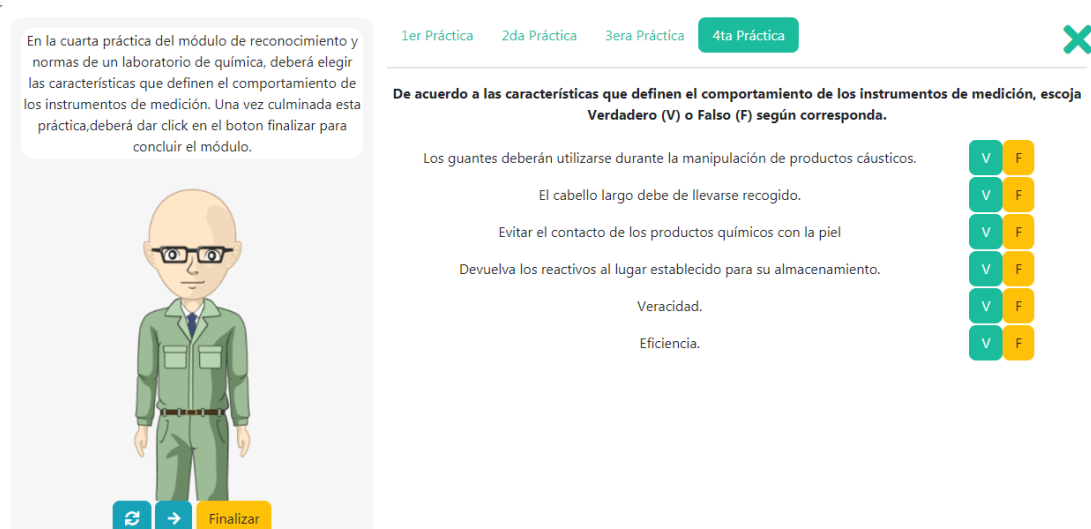 En la cuarta práctica del módulo de reconocimiento y
normas de un laboratorio de química, deberá elegir
las características que definen el comportamiento de
los instrumentos de medición. Una vez culminada esta
práctica,deberá dar click en el boton finalizar para
concluir el módulo.
Finalizar
1er Práctica 2da Práctica 3era Práctica 4ta Práctica
De acuerdo a las características que definen el comportamiento de los instrumentos de medición, escoja
Verdadero (V) o Falso (F) según corresponda.
Los guantes deberán utilizarse durante la manipulación de productos cáusticos. V F
El cabello largo debe de llevarse recogido. V F
Evitar el contacto de los productos químicos con la piel V F
Devuelva los reactivos al lugar establecido para su almacenamiento. V F
Veracidad. V F
Eficiencia. V F